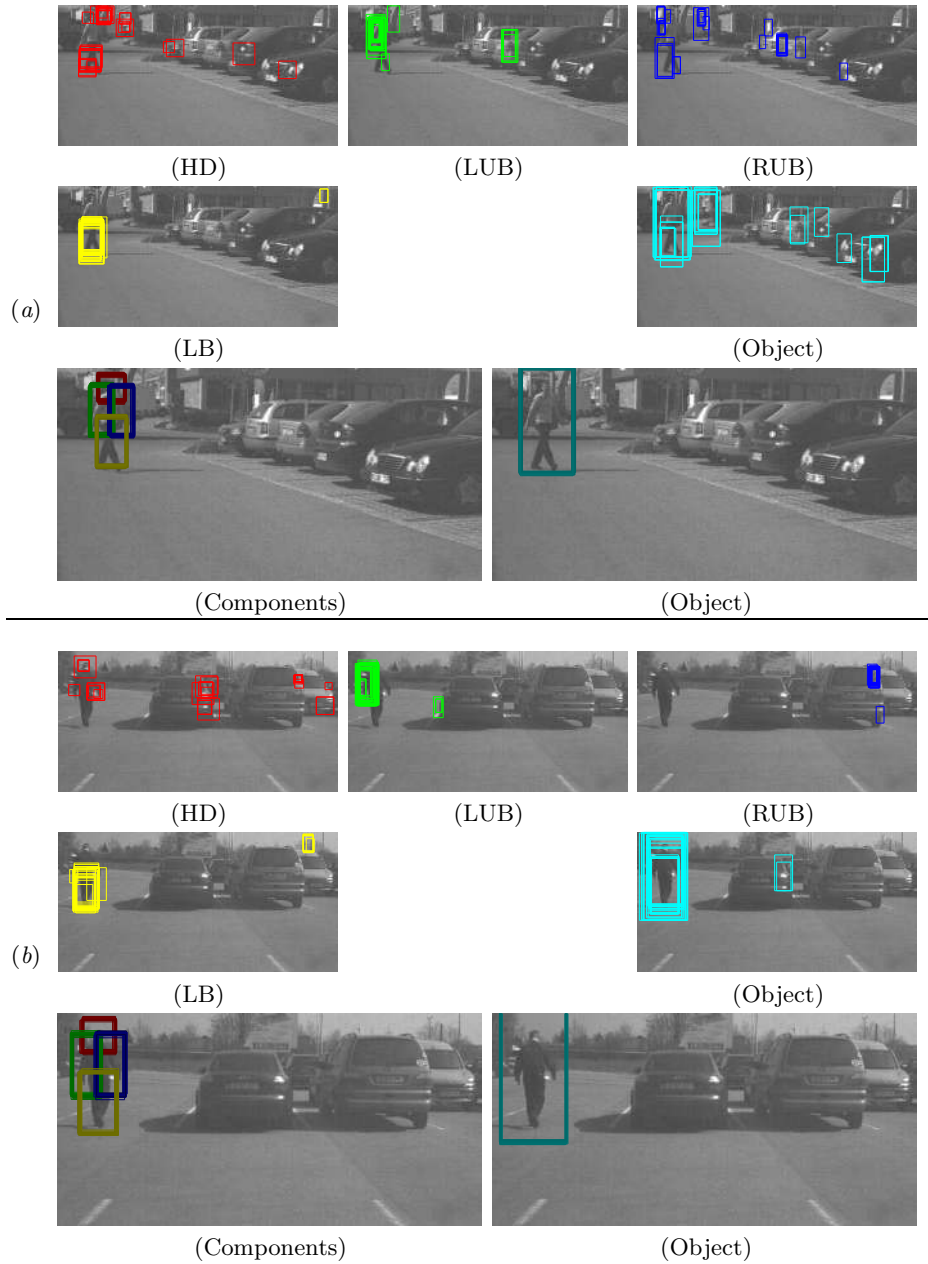 (HD) (LUB) (RUB)
(a)
(LB) (Object)
(Components) (Object)
(HD) (LUB) (RUB)
(b)
(LB) (Object)
(Components) (Object)